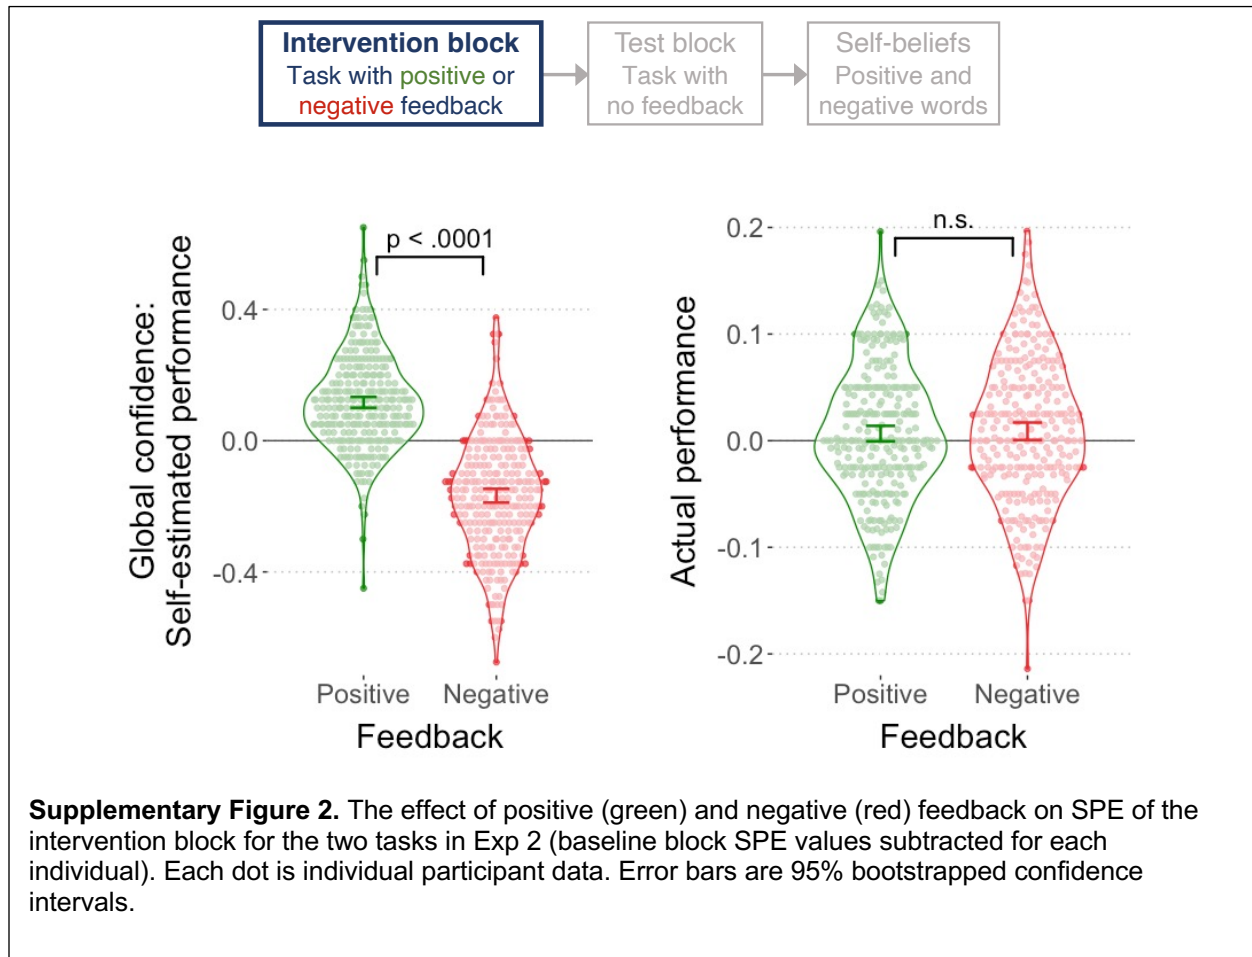 Intervention block
Task with positive or
negative feedback
Test block
Task with
no feedback
Self-beliefs
Positive and
negative words
Global confidence:
Self-estimated performance
0.4
0.0
-0.4
p < .0001
Positive
Negative
Feedback
Actual performance
0.2
0.1
0.0
-0.1
-0.2
n.s.
Positive
Negative
Feedback
Supplementary Figure 2. The effect of positive (green) and negative (red) feedback on SPE of the
intervention block for the two tasks in Exp 2 (baseline block SPE values subtracted for each
individual). Each dot is individual participant data. Error bars are 95% bootstrapped confidence
intervals.